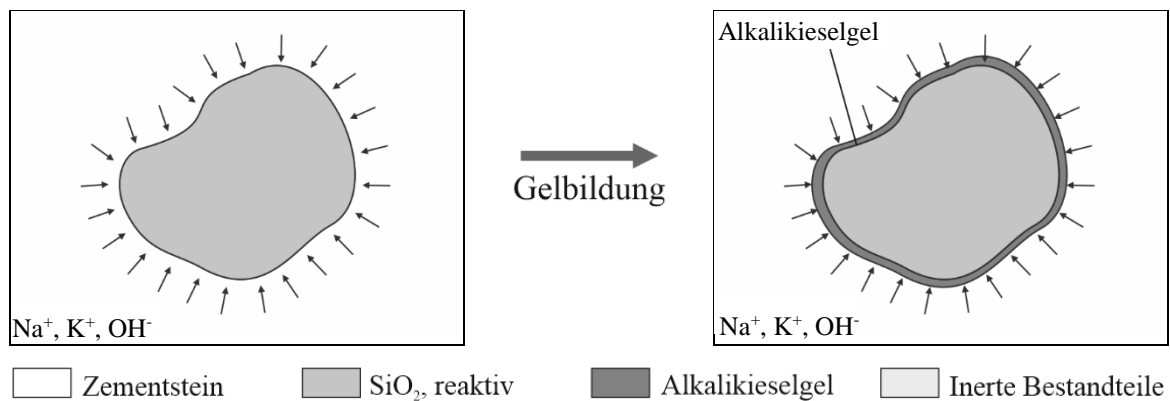 Alkalikieselgel
Gelbildung
Na⁺, K⁺, OH⁻
Na⁺, K⁺, OH⁻
Zementstein
SiO₂, reaktiv
Alkalikieselgel
Inerte Bestandteile